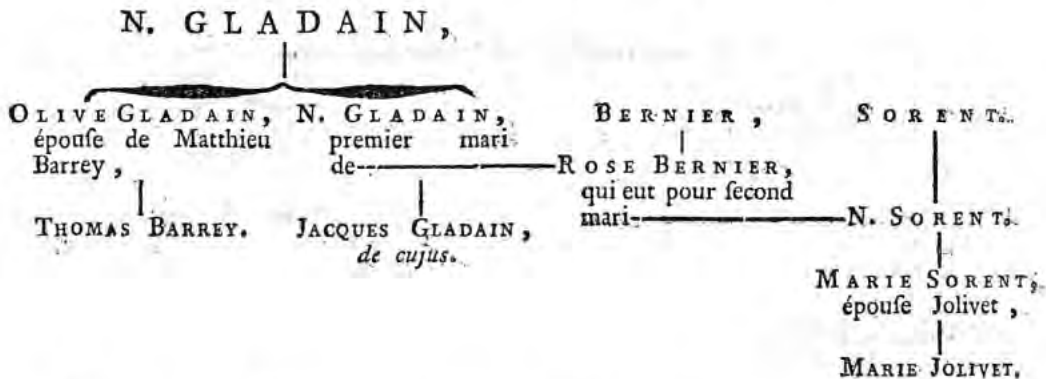 N. GLADAIN,
OLIVE GLADAIN,
épouſe de Matthieu
Barrey,
THOMAS BARREY.
N. GLADAIN,
premier mari
de
JACQUES GLADAIN,
de cujus.
BERNIER,
ROSE BERNIER,
qui eut pour ſecond
mari
SORENT,
N. SORENT,
MARIE SORENT,
épouſe Jolivet,
MARIE JOLIVET.